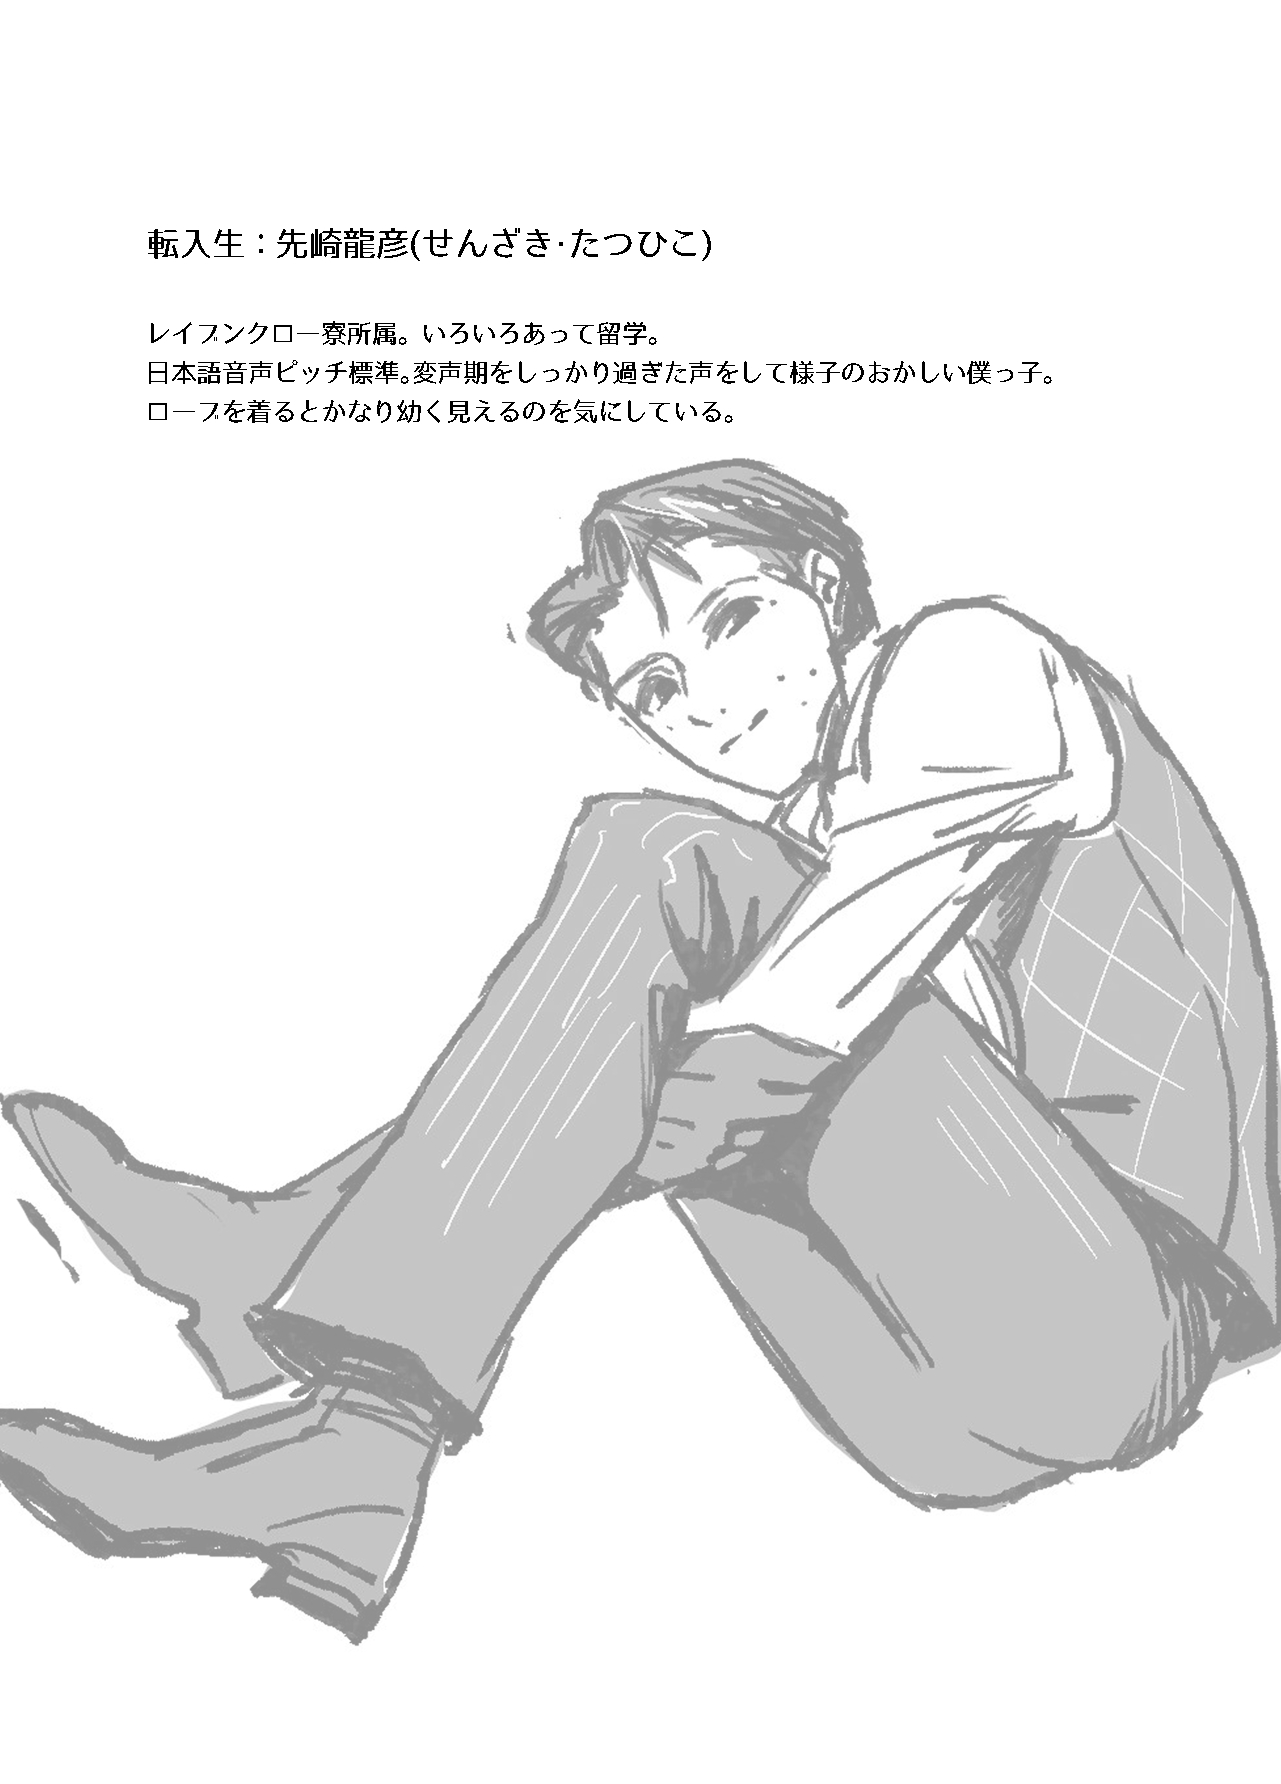 転入生：先崎龍彦(せんざき･たつひこ)
レイブンクロー寮所属。いろいろあって留学。
日本語音声ピッチ標準｡変声期をしっかり過ぎた声をして様子のおかしい僕っ子。
ローブを着るとかなり幼く見えるのを気にしている。